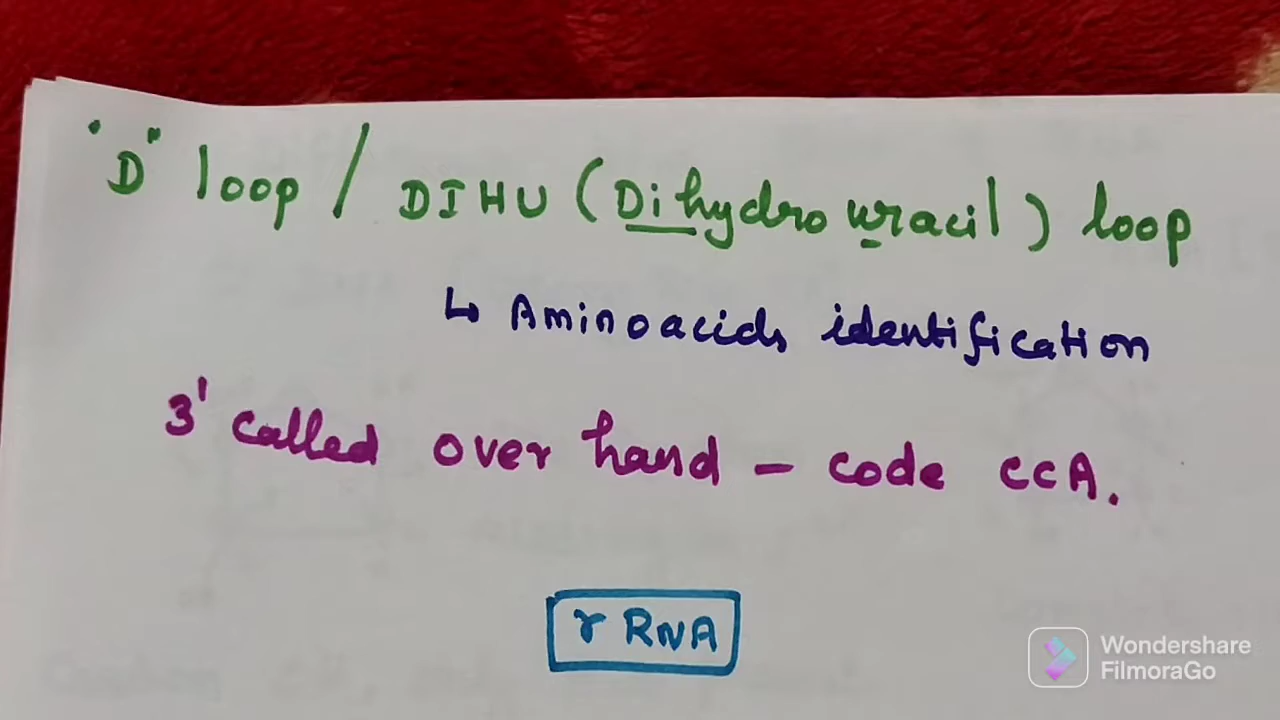 "D" loop / DIHU (Dihydrouracil) loop
↳ Aminoacids identification
3' called over hand - code CCA.
r RNA
Wondershare
FilmoraGo